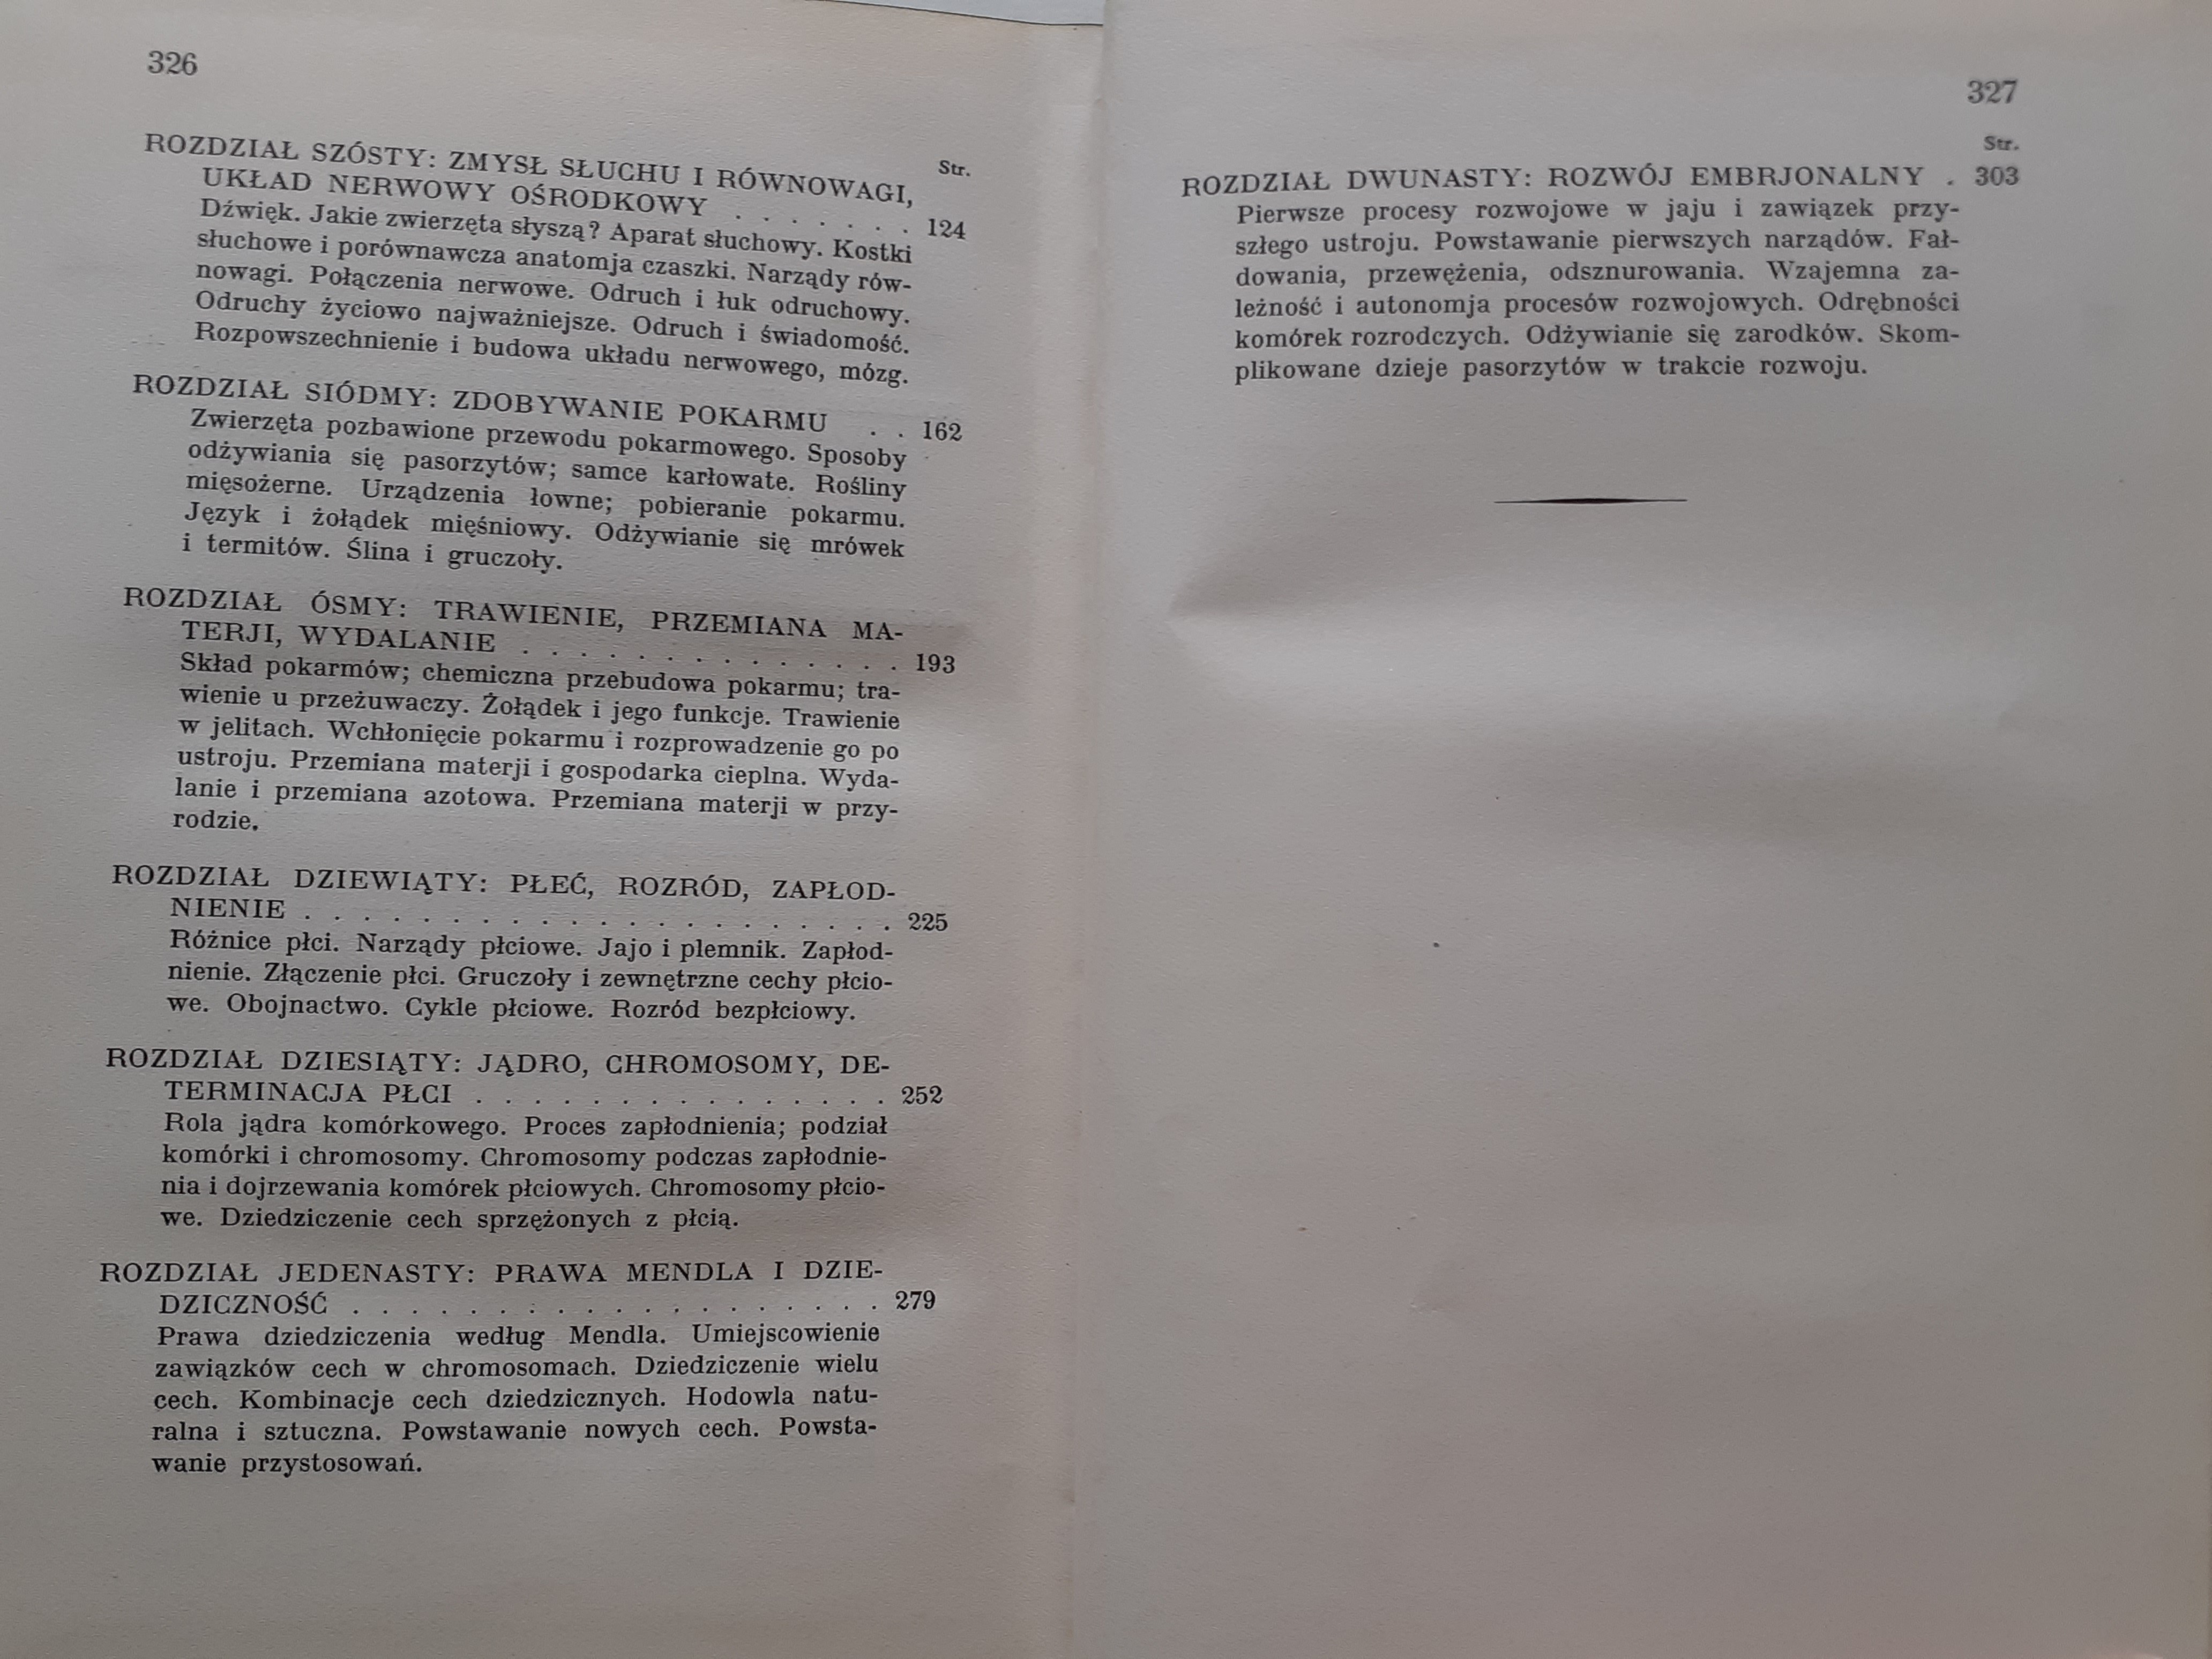 326
Str.
ROZDZIAŁ SZÓSTY: ZMYSŁ SŁUCHU I RÓWNOWAGI,
UKŁAD NERWOWY OŚRODKOWY . . . . . . . 124
Dźwięk. Jakie zwierzęta słyszą? Aparat słuchowy. Kostki
słuchowe i porównawcza anatomja czaszki. Narządy rów-
nowagi. Połączenia nerwowe. Odruch i łuk odruchowy.
Odruchy życiowo najważniejsze. Odruch i świadomość.
Rozpowszechnienie i budowa układu nerwowego, mózg.
ROZDZIAŁ SIÓDMY: ZDOBYWANIE POKARMU . . 162
Zwierzęta pozbawione przewodu pokarmowego. Sposoby
odżywiania się pasorzytów; samce karłowate. Rośliny
mięsożerne. Urządzenia łowne; pobieranie pokarmu.
Język i żołądek mięśniowy. Odżywianie się mrówek
i termitów. Ślina i gruczoły.
ROZDZIAŁ ÓSMY: TRAWIENIE, PRZEMIANA MA-
TERJI, WYDALANIE . . . . . . . . . . . . . . 193
Skład pokarmów; chemiczna przebudowa pokarmu; tra-
wienie u przeżuwaczy. Żołądek i jego funkcje. Trawienie
w jelitach. Wchłonięcie pokarmu i rozprowadzenie go po
ustroju. Przemiana materji i gospodarka cieplna. Wyda-
lanie i przemiana azotowa. Przemiana materji w przy-
rodzie.
ROZDZIAŁ DZIEWIĄTY: PŁEĆ, ROZRÓD, ZAPŁOD-
NIENIE . . . . . . . . . . . . . . . . . . . . . 225
Różnice płci. Narządy płciowe. Jajo i plemnik. Zapłod-
nienie. Złączenie płci. Gruczoły i zewnętrzne cechy płcio-
we. Obojnactwo. Cykle płciowe. Rozród bezpłciowy.
ROZDZIAŁ DZIESIĄTY: JĄDRO, CHROMOSOMY, DE-
TERMINACJA PŁCI . . . . . . . . . . . . . . . 252
Rola jądra komórkowego. Proces zapłodnienia; podział
komórki i chromosomy. Chromosomy podczas zapłodnie-
nia i dojrzewania komórek płciowych. Chromosomy płcio-
we. Dziedziczenie cech sprzężonych z płcią.
ROZDZIAŁ JEDENASTY: PRAWA MENDLA I DZIE-
DZICZNOŚĆ . . . . . . . . . . . . . . . . . . . 279
Prawa dziedziczenia według Mendla. Umiejscowienie
zawiązków cech w chromosomach. Dziedziczenie wielu
cech. Kombinacje cech dziedzicznych. Hodowla natu-
ralna i sztuczna. Powstawanie nowych cech. Powsta-
wanie przystosowań.
327
Str.
ROZDZIAŁ DWUNASTY: ROZWÓJ EMBRJONALNY . 303
Pierwsze procesy rozwojowe w jaju i zawiązek przy-
szłego ustroju. Powstawanie pierwszych narządów. Fał-
dowania, przewężenia, odsznurowania. Wzajemna za-
leżność i autonomja procesów rozwojowych. Odrębności
komórek rozrodczych. Odżywianie się zarodków. Skom-
plikowane dzieje pasorzytów w trakcie rozwoju.